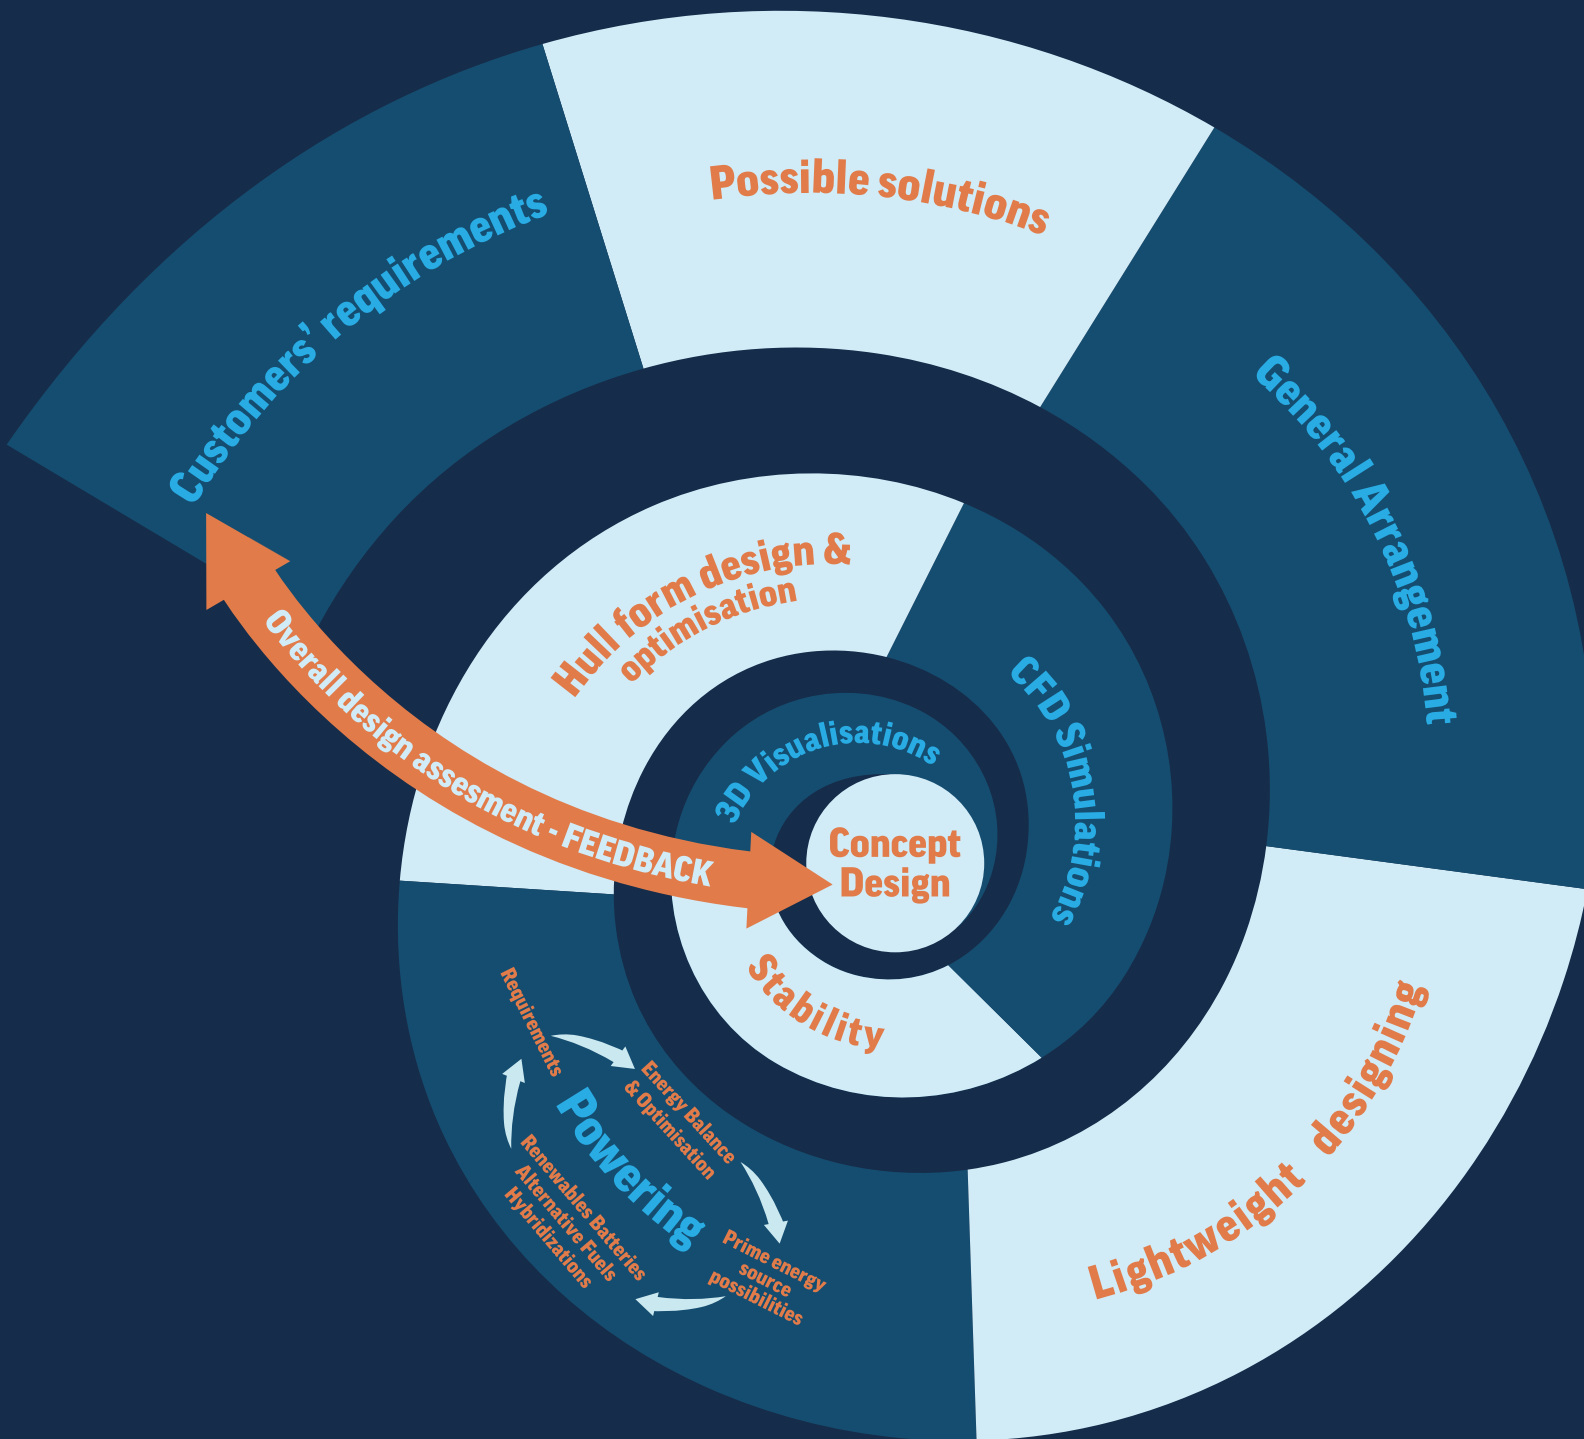 Customers’ requirements
Possible solutions
General Arrangement
Lightweight designing
Powering
Requirements
Energy Balance
& Optimisation
Prime energy
source
possibilities
Renewables Batteries
Alternative Fuels
Hybridizations
Hull form design &
optimisation
CFD Simulations
Stability
3D Visualisations
Concept
Design
Overall design assesment - FEEDBACK